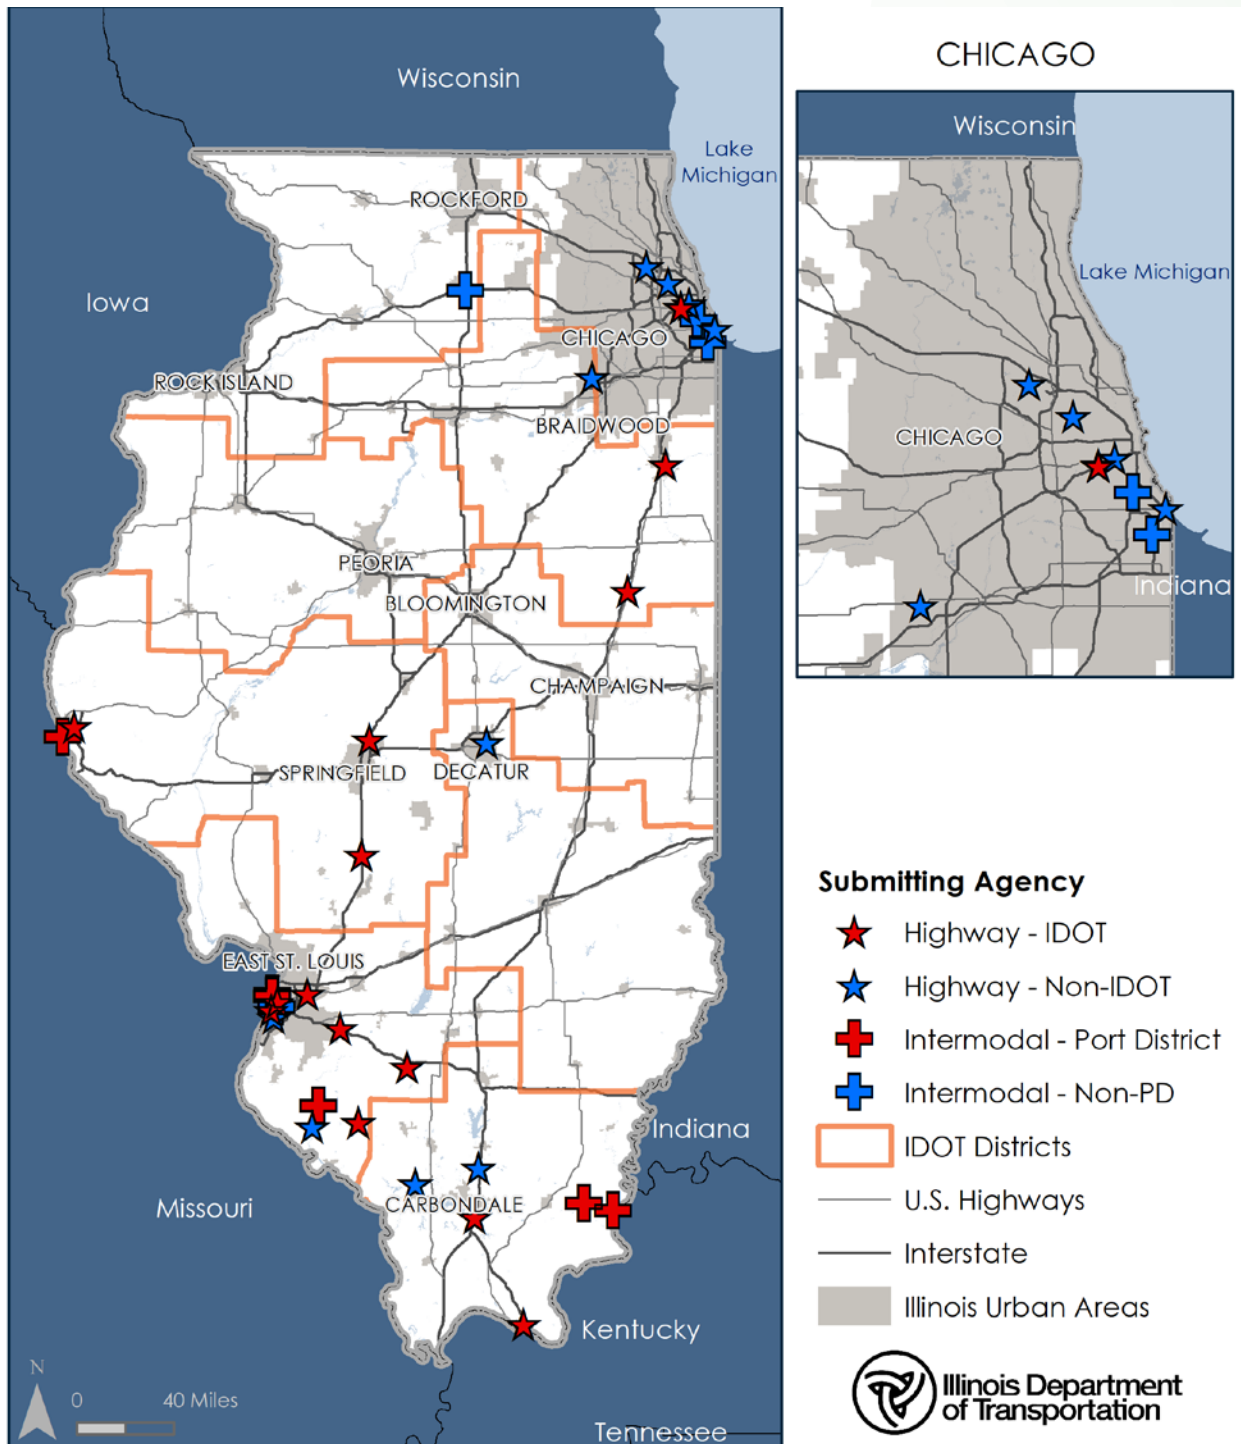 Wisconsin
Lake
Michigan
ROCKFORD
Iowa
CHICAGO
ROCK ISLAND
BRAIDWOOD
PEORIA
BLOOMINGTON
CHAMPAIGN
SPRINGFIELD
DECATUR
EAST ST. LOUIS
Indiana
Missouri
CARBONDALE
Kentucky
N
0 40 Miles
Tennessee
CHICAGO
Wisconsin
Lake Michigan
CHICAGO
Indiana
Submitting Agency
Highway - IDOT
Highway - Non-IDOT
Intermodal - Port District
Intermodal - Non-PD
IDOT Districts
U.S. Highways
Interstate
Illinois Urban Areas
Illinois Department
of Transportation